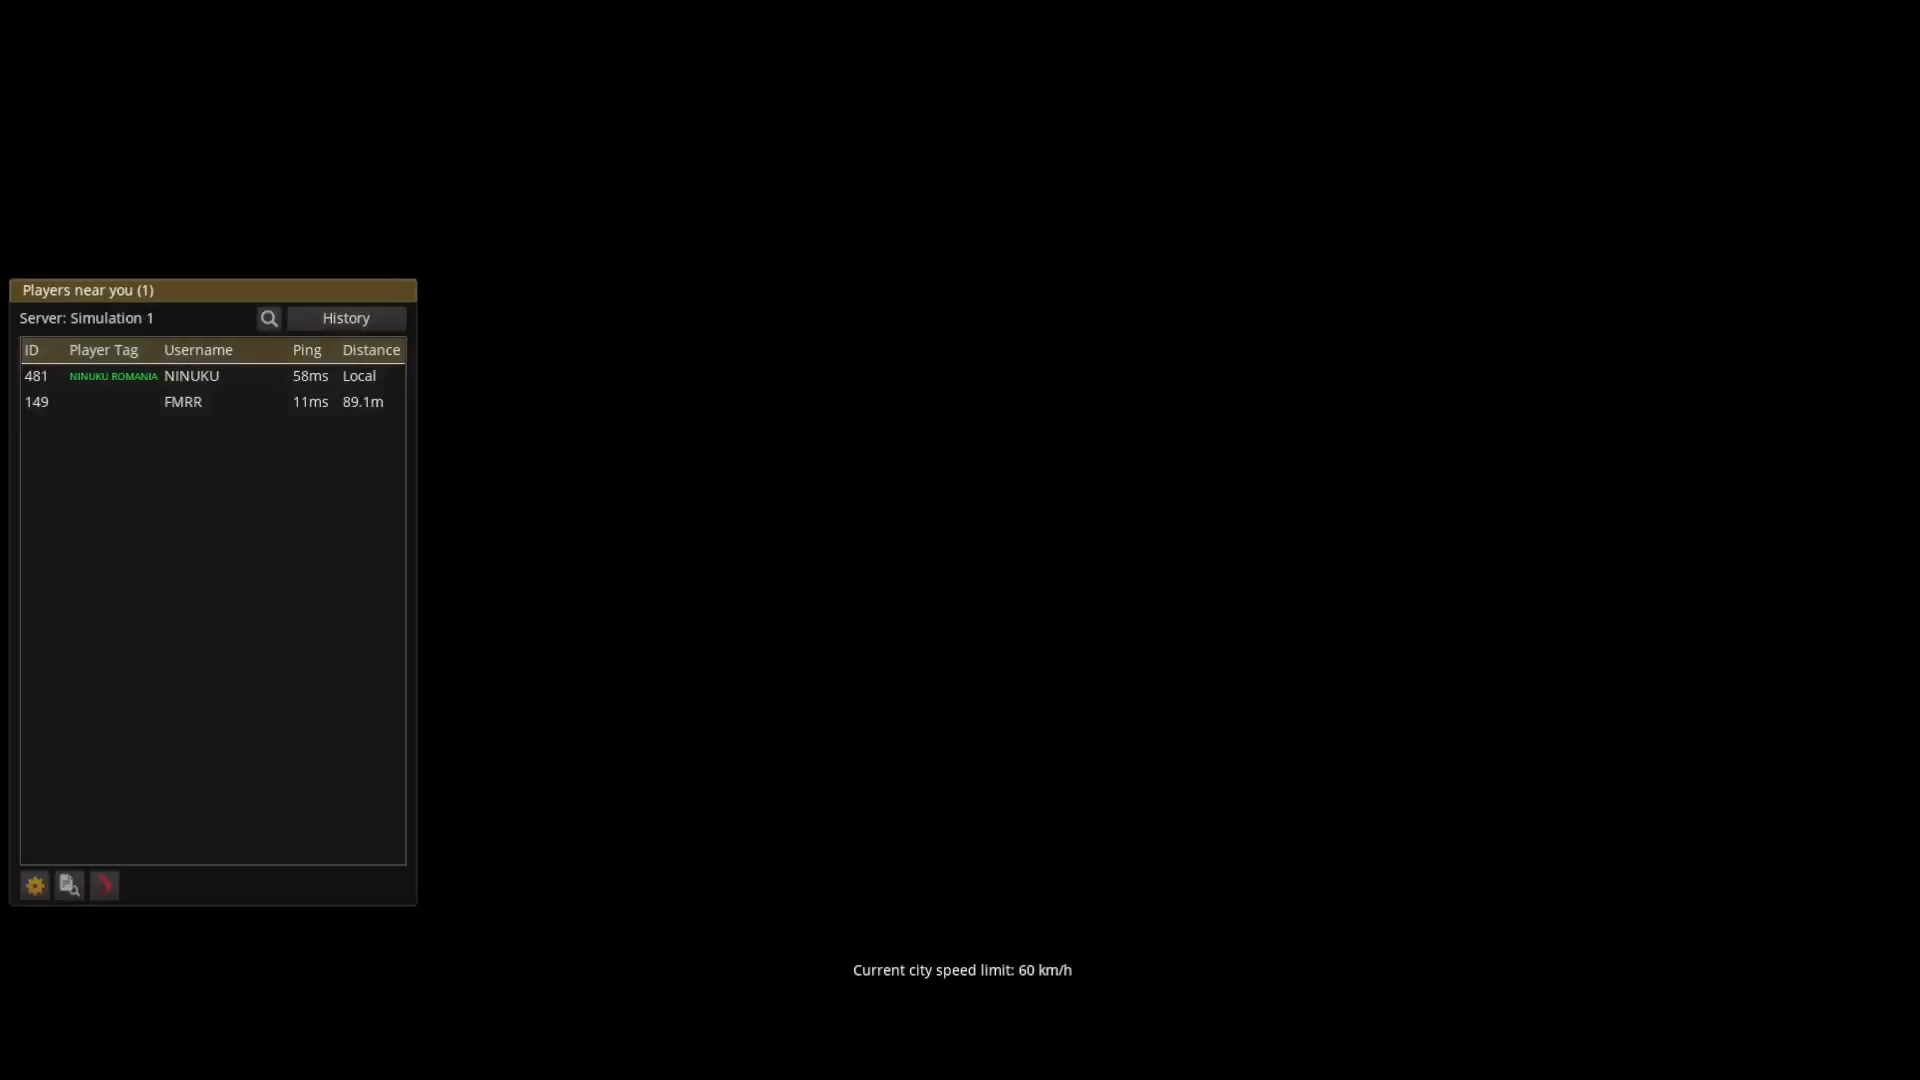 Players near you (1)
Server: Simulation 1 History
ID Player Tag Username Ping Distance
481 NINUKU ROMANIA NINUKU 58ms Local
149 FMRR 11ms 89.1m
Current city speed limit: 60 km/h